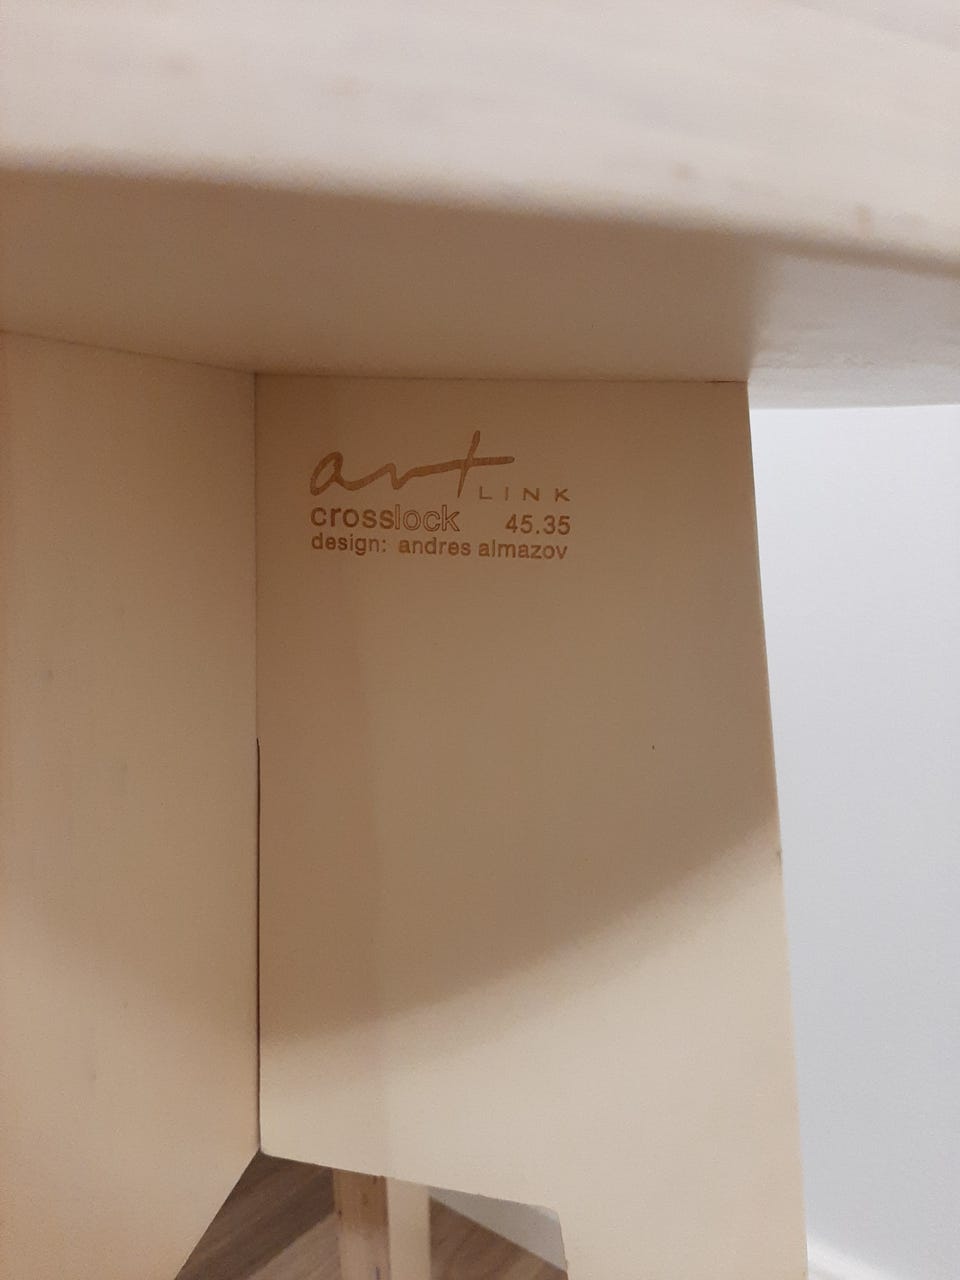 art LINK
crosslock 45.35
design: andres almazov